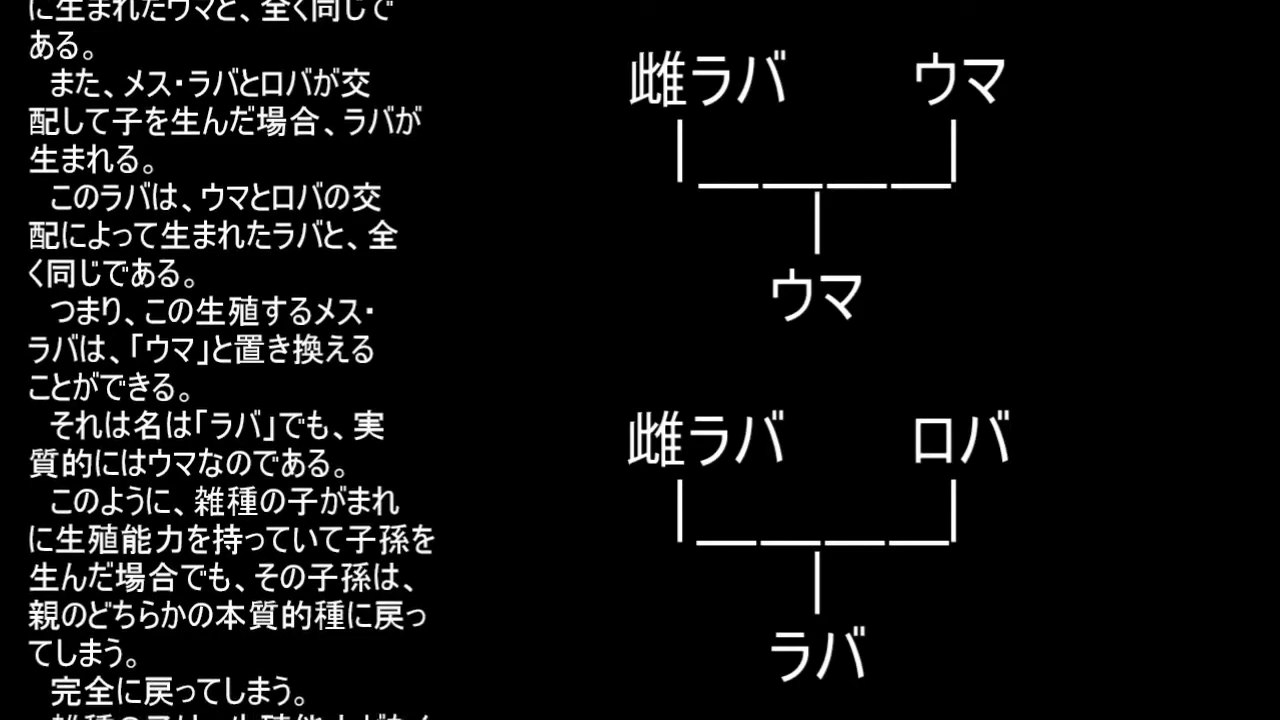 に生まれたウマと、全く同じで
ある。
また、メス・ラバとロバが交
配して子を生んだ場合、ラバが
生まれる。
このラバは、ウマとロバの交
配によって生まれたラバと、全
く同じである。
つまり、この生殖するメス・
ラバは、「ウマ」と置き換える
ことができる。
それは名は「ラバ」でも、実
質的にはウマなのである。
このように、雑種の子がまれ
に生殖能力を持っていて子孫を
生んだ場合でも、その子孫は、
親のどちらかの本質的種に戻っ
てしまう。
完全に戻ってしまう。
雌ラバ ウマ
ウマ
雌ラバ ロバ
ラバ